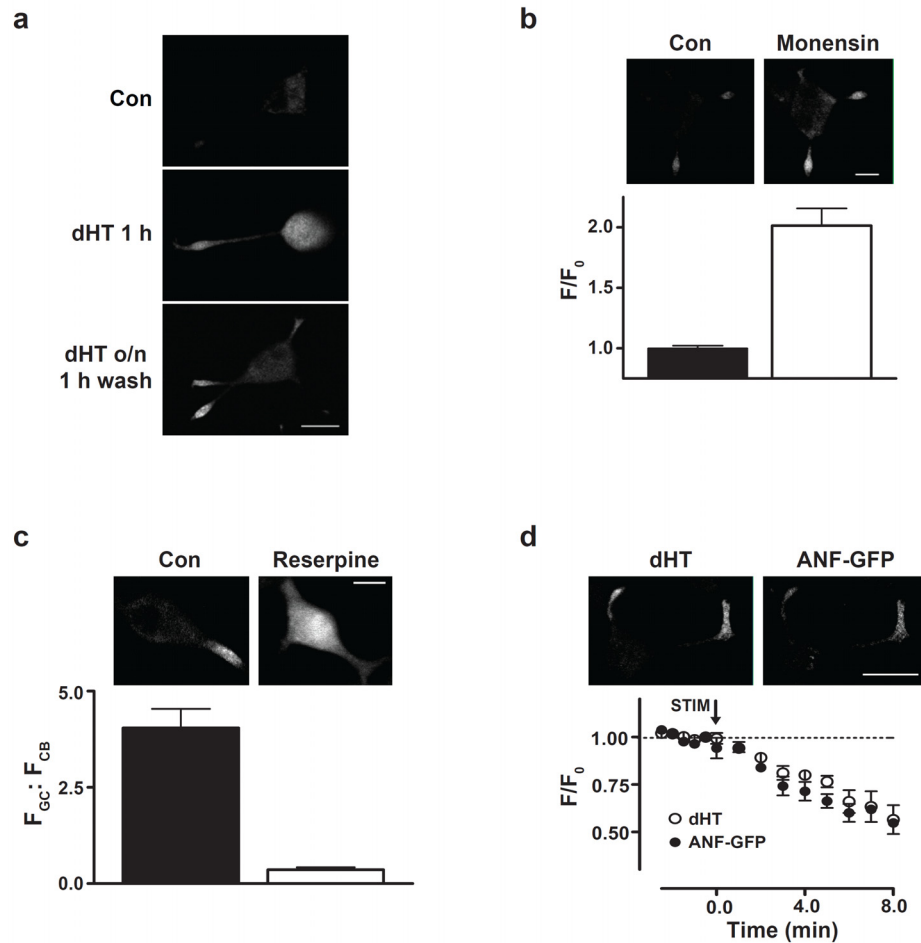 a
Con
dHT 1 h
dHT o/n
1 h wash
b
Con Monensin
2.0
1.5
1.0
F/F0
c
Con Reserpine
5.0
2.5
0.0
FGC: FCB
d
dHT ANF-GFP
STIM
1.00
0.75
0.50
F/F0
dHT
ANF-GFP
0.0 4.0 8.0
Time (min)